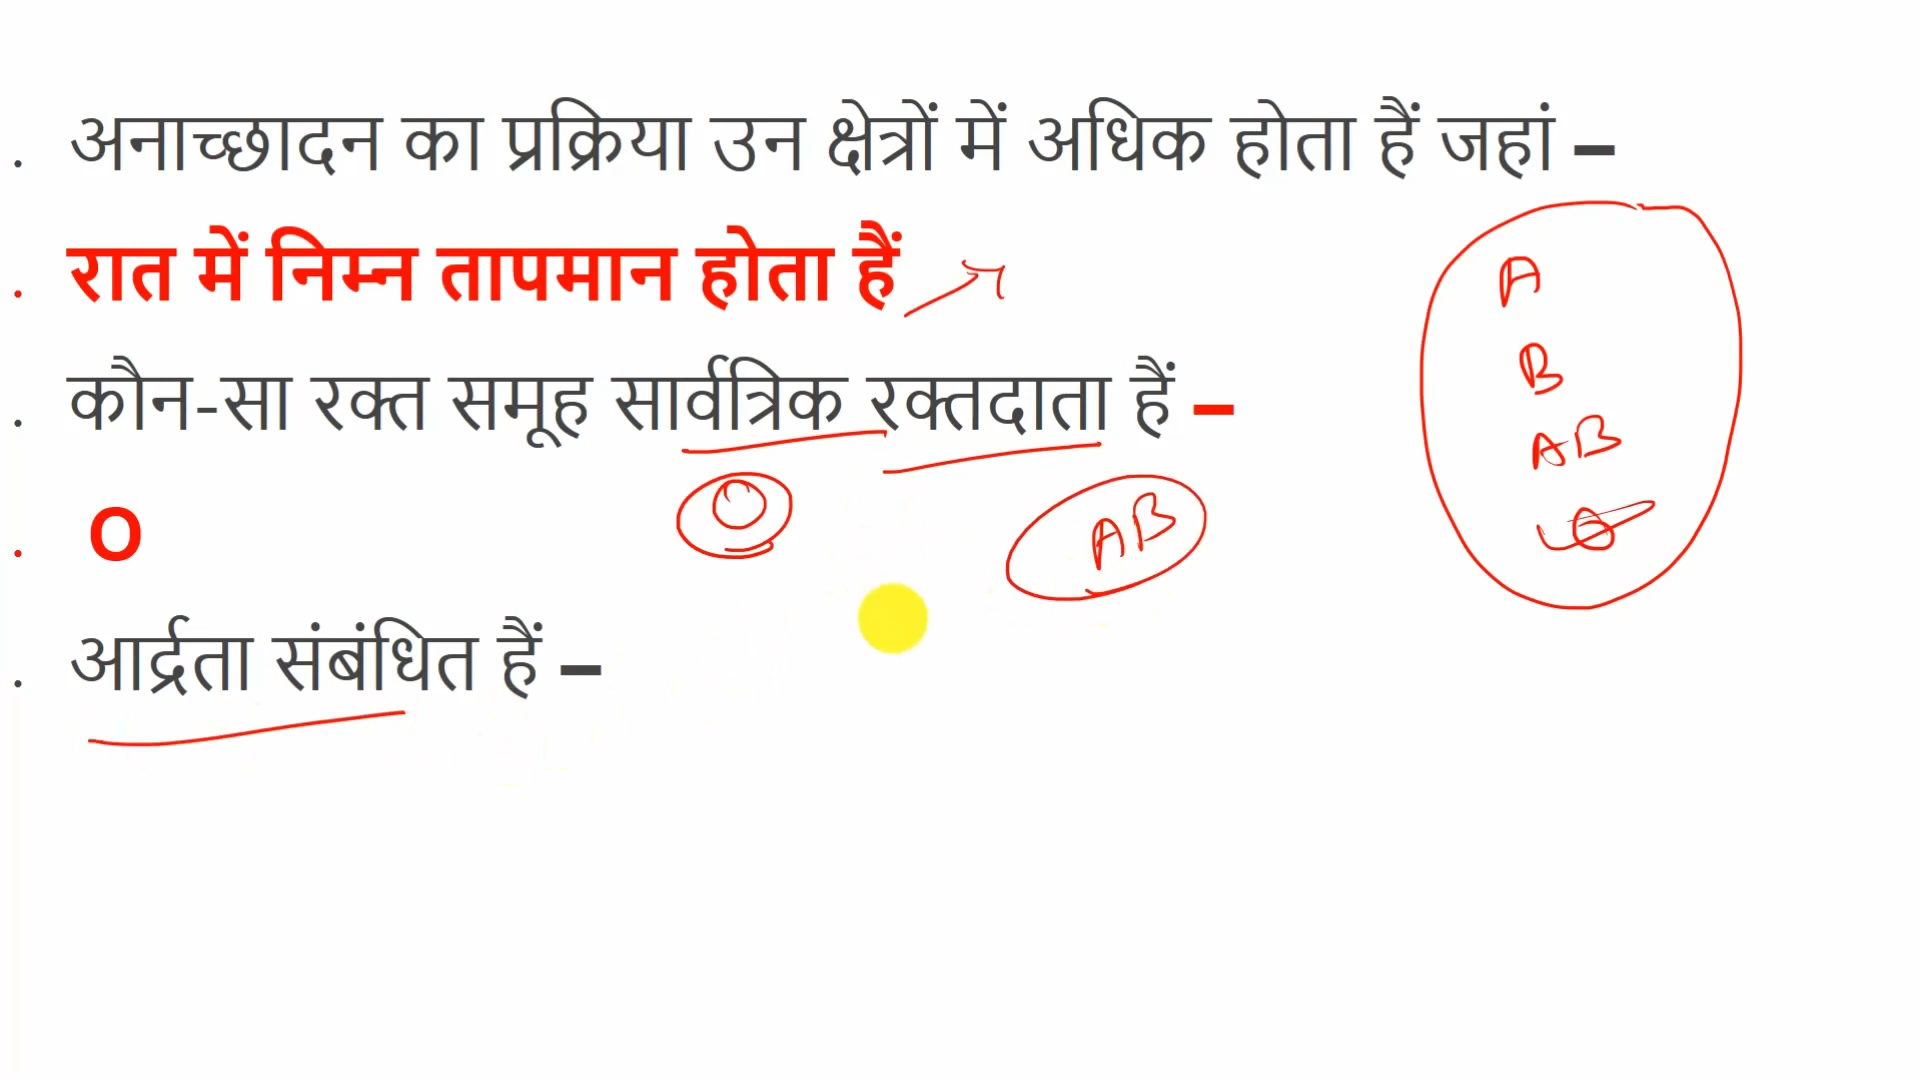 . अनाच्छादन का प्रक्रिया उन क्षेत्रों में अधिक होता हैं जहां –
. रात में निम्न तापमान होता हैं
A
B
. कौन-सा रक्त समूह सार्वत्रिक रक्तदाता हैं –
AB
. O
O
AB
O
. आर्द्रता संबंधित हैं –